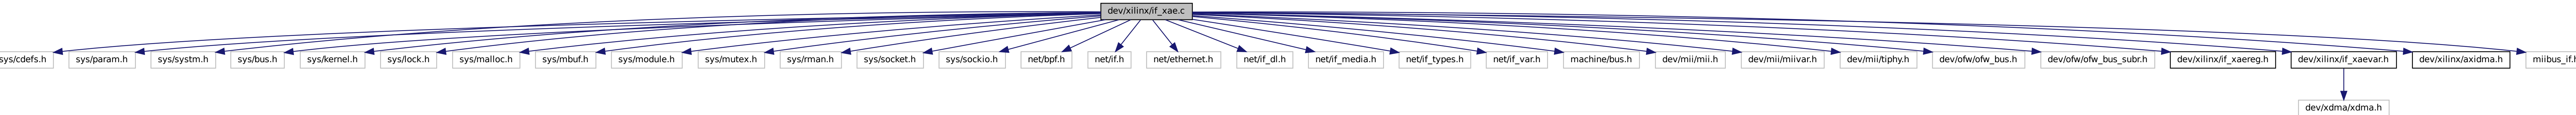 dev/xilinx/if_xae.c
sys/cdefs.h
sys/param.h
sys/systm.h
sys/bus.h
sys/kernel.h
sys/lock.h
sys/malloc.h
sys/mbuf.h
sys/module.h
sys/mutex.h
sys/rman.h
sys/socket.h
sys/sockio.h
net/bpf.h
net/if.h
net/ethernet.h
net/if_dl.h
net/if_media.h
net/if_types.h
net/if_var.h
machine/bus.h
dev/mii/mii.h
dev/mii/miivar.h
dev/mii/tiphy.h
dev/ofw/ofw_bus.h
dev/ofw/ofw_bus_subr.h
dev/xilinx/if_xaereg.h
dev/xilinx/if_xaevar.h
dev/xilinx/axidma.h
miibus_if.h
dev/xdma/xdma.h